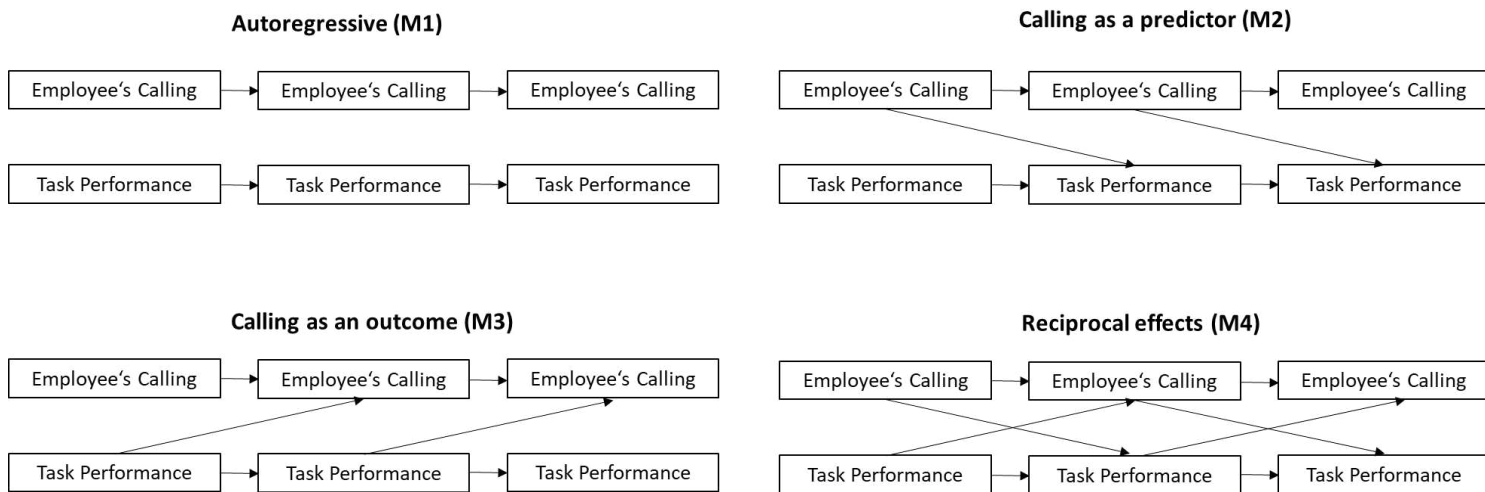 Autoregressive (M1)
Employee‘s Calling
Employee‘s Calling
Employee‘s Calling
Task Performance
Task Performance
Task Performance
Calling as a predictor (M2)
Employee‘s Calling
Employee‘s Calling
Employee‘s Calling
Task Performance
Task Performance
Task Performance
Calling as an outcome (M3)
Employee‘s Calling
Employee‘s Calling
Employee‘s Calling
Task Performance
Task Performance
Task Performance
Reciprocal effects (M4)
Employee‘s Calling
Employee‘s Calling
Employee‘s Calling
Task Performance
Task Performance
Task Performance